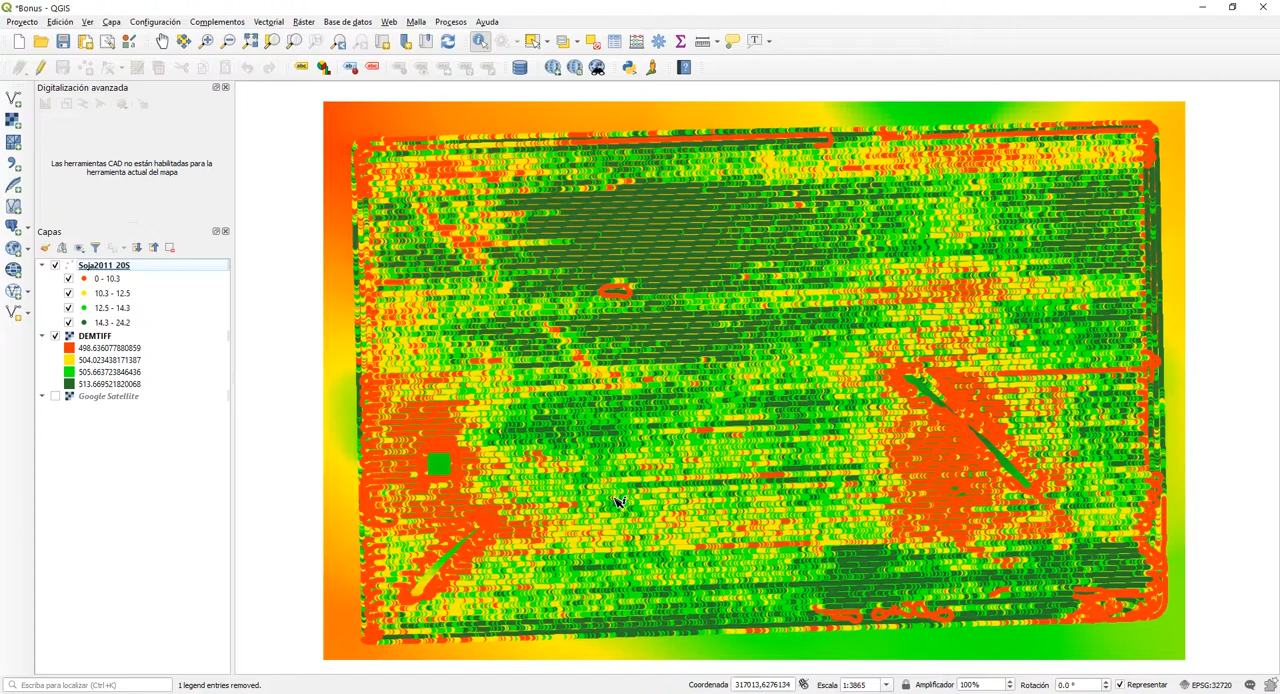 *Bonus - QGIS
Proyecto Edición Ver Capa Configuración Complementos Vectorial Ráster Base de datos Web Malla Procesos Ayuda
Digitalización avanzada
Las herramientas CAD no están habilitadas para la
herramienta actual del mapa
Capas
Soja2011_20S
0 - 10.3
10.3 - 12.5
12.5 - 14.3
14.3 - 24.2
DEMTIFF
498.636077880859
504.023438171387
505.663723846436
513.669521820068
Google Satellite
Escribe para localizar (Ctrl+K) 1 legend entries removed. Coordenada 317013,6276134 Escala 1:3865 Amplificador 100% Rotación 0.0 ° Representar EPSG:32720